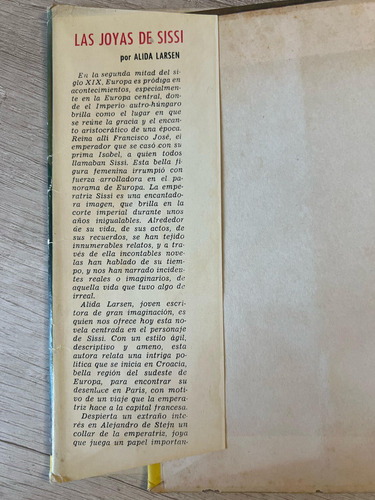 LAS JOYAS DE SISSI
por ALIDA LARSEN
En la segunda mitad del si-
glo XIX, Europa es pródiga en
acontecimientos, especialmente
en la Europa central, don-
de el Imperio autro-húngaro
brilla como el lugar en que
se reúne la gracia y el encan-
to aristocrático de una época.
Reina allí Francisco José, el
emperador que se casó con su
prima Isabel, a quien todos
llamaban Sissi. Esta bella fi-
gura femenina irrumpió con
fuerza arrolladora en el pa-
norama de Europa. La empe-
ratriz Sissi es una encantado-
ra imagen, que brilla en la
corte imperial durante unos
años inigualables. Alrededor
de su vida, de sus actos, de
sus recuerdos, se han tejido
innumerables relatos, y a tra-
vés de ella incontables nove-
las han hablado de su tiem-
po, y nos han narrado inciden-
tes reales o imaginarios, de
aquella vida que tuvo algo de
irreal.
Alida Larsen, joven escri-
tora de gran imaginación, es
quien nos ofrece hoy esta no-
vela centrada en el personaje
de Sissi. Con un estilo ágil,
descriptivo y ameno, esta
autora relata una intriga po-
lítica que se inicia en Croacia,
bella región del sudeste de
Europa, para encontrar su
desenlace en París, con moti-
vo de un viaje que la empera-
triz hace a la capital francesa.
Despierta un extraño inte-
rés en Alejandro de Stejn un
collar de la emperatriz, joya
que juega un papel importan-